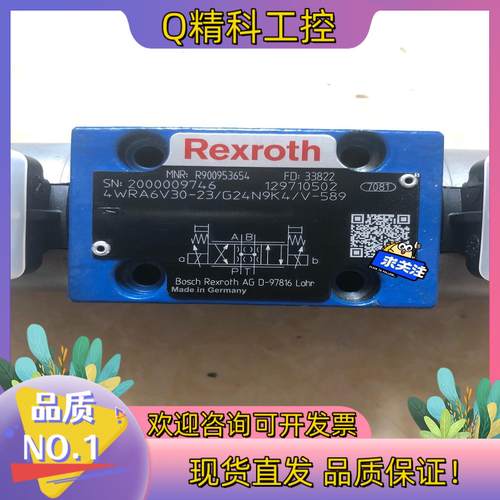 Q精科工控
Rexroth
MNR: R900953654 FD: 33822
SN: 2000009746 129710502 7081
4WRA6V30-23/G24N9K4/V-589
A B
a b
P T
Bosch Rexroth AG D-97816 Lohr
Made in Germany
求关注
品质
NO.1
欢迎咨询可开发票
现货直发 品质保证!